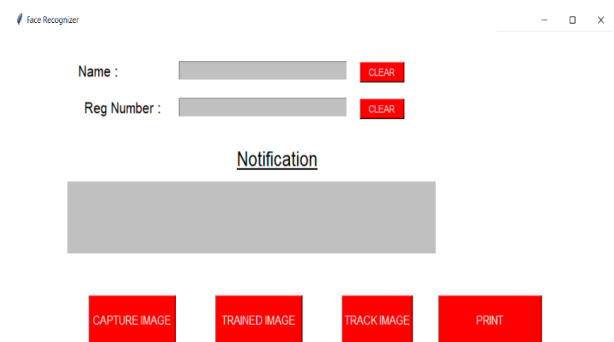 Face Recognizer
Name :
CLEAR
Reg Number :
CLEAR
Notification
CAPTURE IMAGE
TRAINED IMAGE
TRACK IMAGE
PRINT